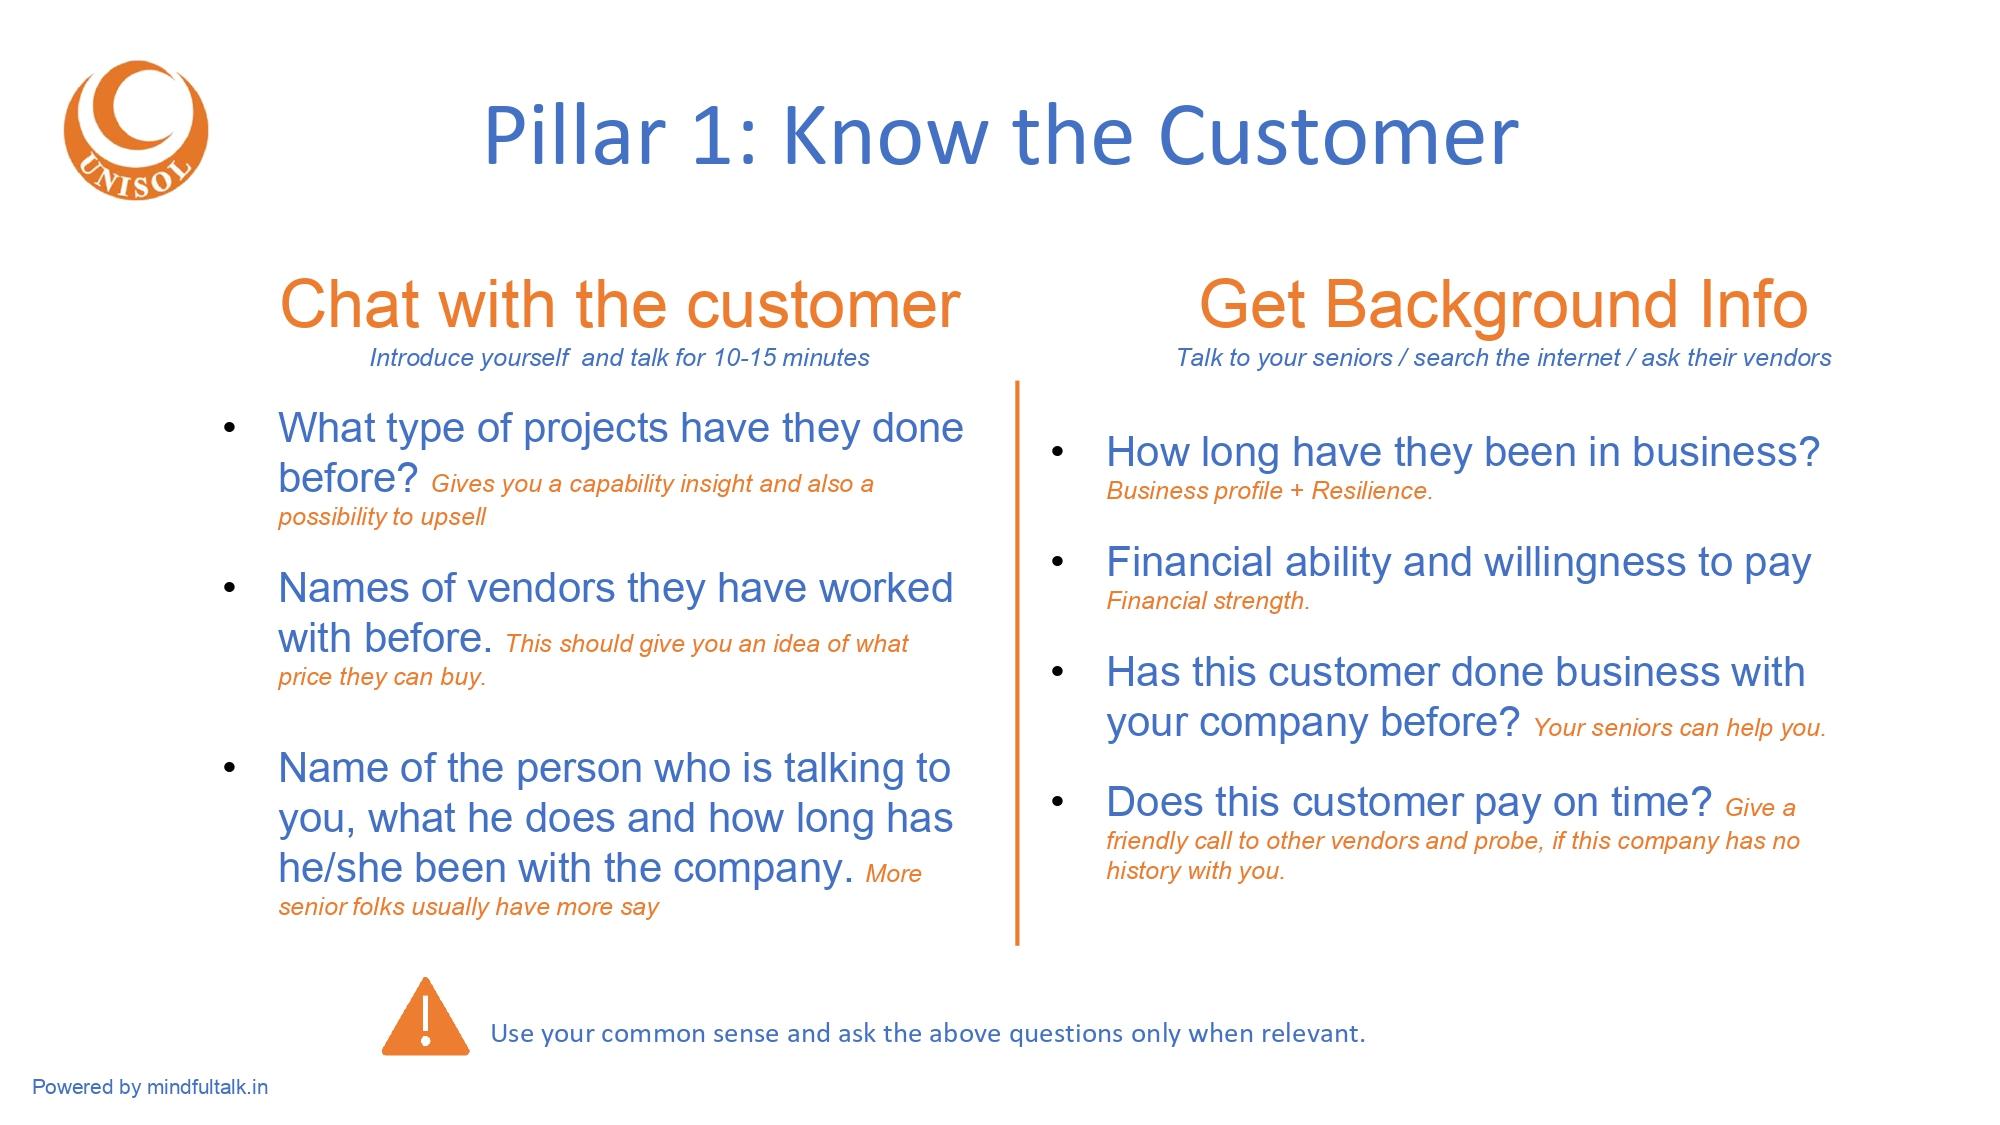 UNISOL
Pillar 1: Know the Customer
Chat with the customer
Introduce yourself  and talk for 10-15 minutes
• What type of projects have they done
before? Gives you a capability insight and also a
possibility to upsell
• Names of vendors they have worked
with before. This should give you an idea of what
price they can buy.
• Name of the person who is talking to
you, what he does and how long has
he/she been with the company. More
senior folks usually have more say
Get Background Info
Talk to your seniors / search the internet / ask their vendors
• How long have they been in business?
Business profile + Resilience.
• Financial ability and willingness to pay
Financial strength.
• Has this customer done business with
your company before? Your seniors can help you.
• Does this customer pay on time? Give a
friendly call to other vendors and probe, if this company has no
history with you.
Use your common sense and ask the above questions only when relevant.
Powered by mindfultalk.in